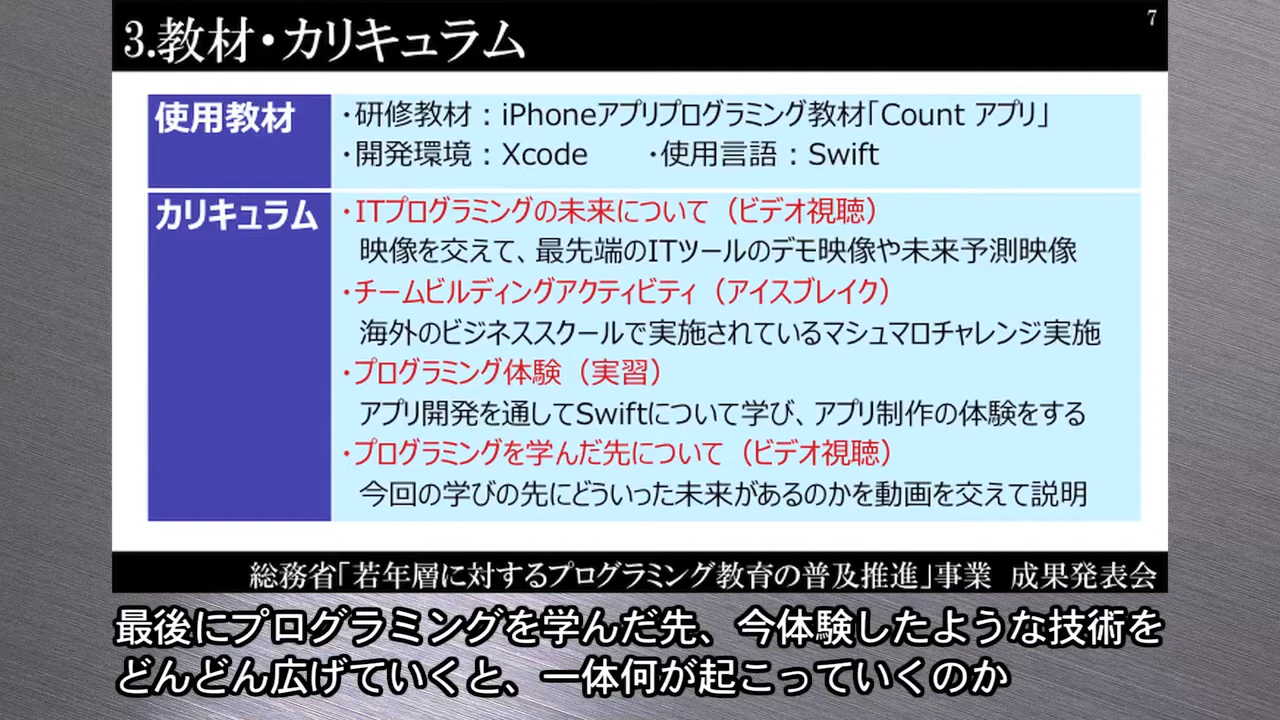 3.教材・カリキュラム
7
使用教材
・研修教材：iPhoneアプリプログラミング教材｢Count アプリ｣
・開発環境：Xcode ・使用言語：Swift
カリキュラム
・ITプログラミングの未来について（ビデオ視聴）
映像を交えて、最先端のITツールのデモ映像や未来予測映像
・チームビルディングアクティビティ（アイスブレイク）
海外のビジネススクールで実施されているマシュマロチャレンジ実施
・プログラミング体験（実習）
アプリ開発を通してSwiftについて学び、アプリ制作の体験をする
・プログラミングを学んだ先について（ビデオ視聴）
今回の学びの先にどういった未来があるのかを動画を交えて説明
総務省｢若年層に対するプログラミング教育の普及推進｣事業 成果発表会
最後にプログラミングを学んだ先、今体験したような技術を
どんどん広げていくと、一体何が起こっていくのか